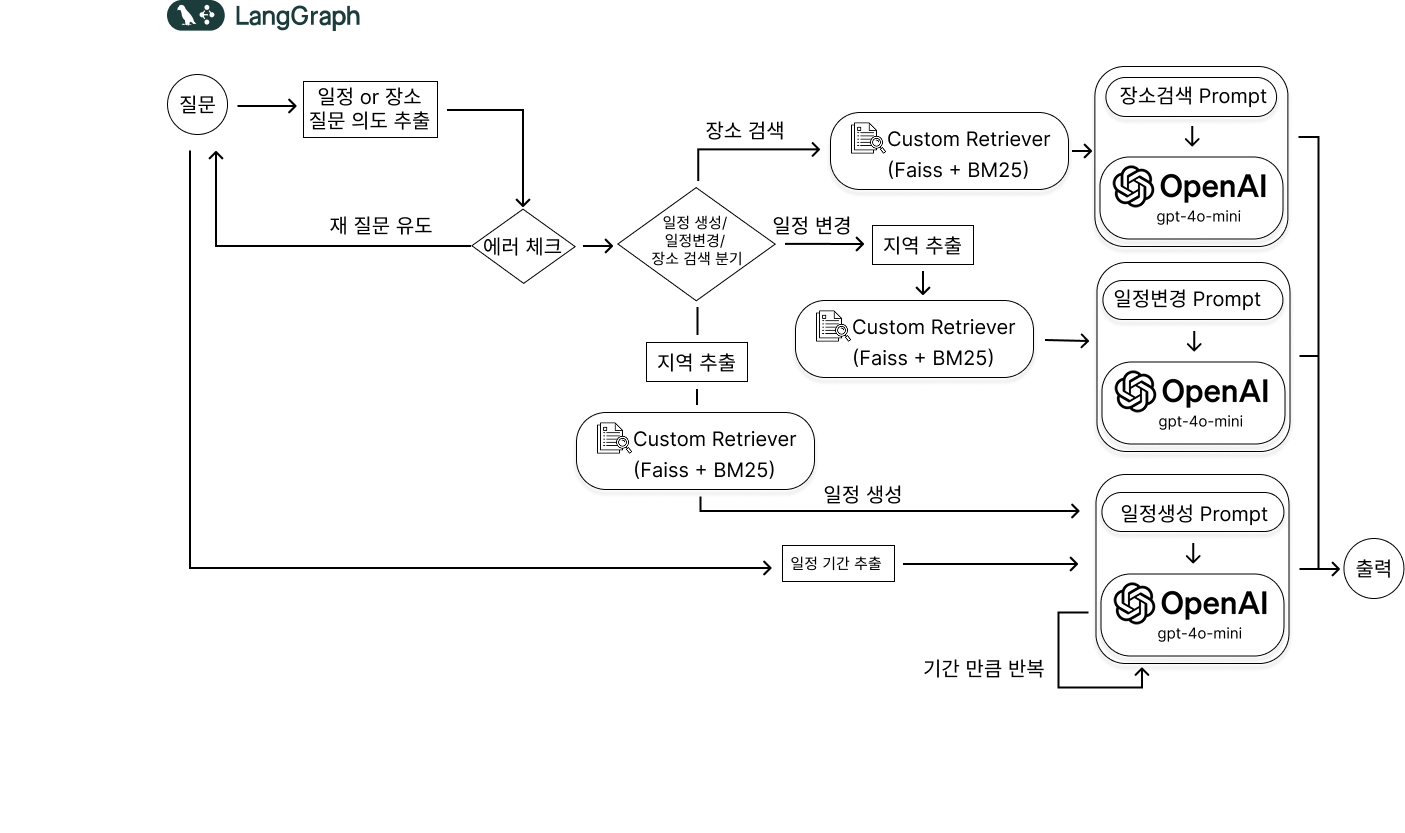 LangGraph
질문
일정 or 장소
질문 의도 추출
재 질문 유도
에러 체크
일정 생성/
일정변경/
장소 검색 분기
장소 검색
Custom Retriever
(Faiss + BM25)
장소검색 Prompt
OpenAI
gpt-4o-mini
일정 변경
지역 추출
Custom Retriever
(Faiss + BM25)
일정변경 Prompt
OpenAI
gpt-4o-mini
지역 추출
Custom Retriever
(Faiss + BM25)
일정 생성
일정 기간 추출
일정생성 Prompt
OpenAI
gpt-4o-mini
기간 만큼 반복
출력